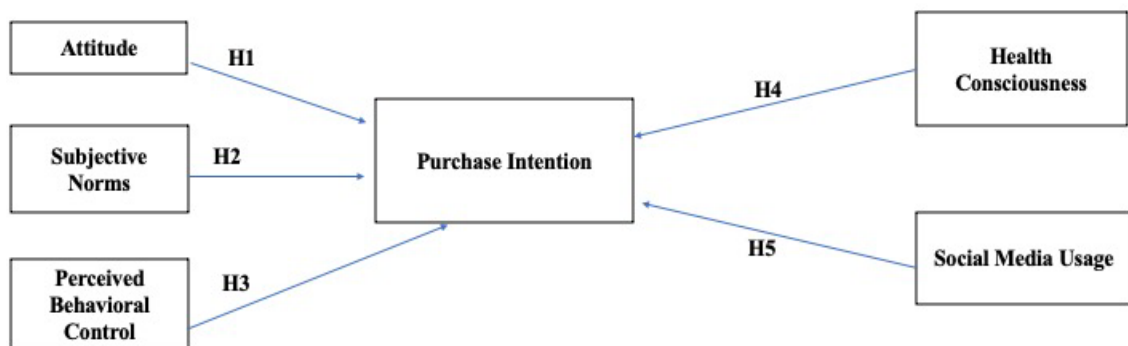 Attitude
H1
Subjective
Norms
H2
Perceived
Behavioral
Control
H3
Purchase Intention
Health
Consciousness
H4
Social Media Usage
H5